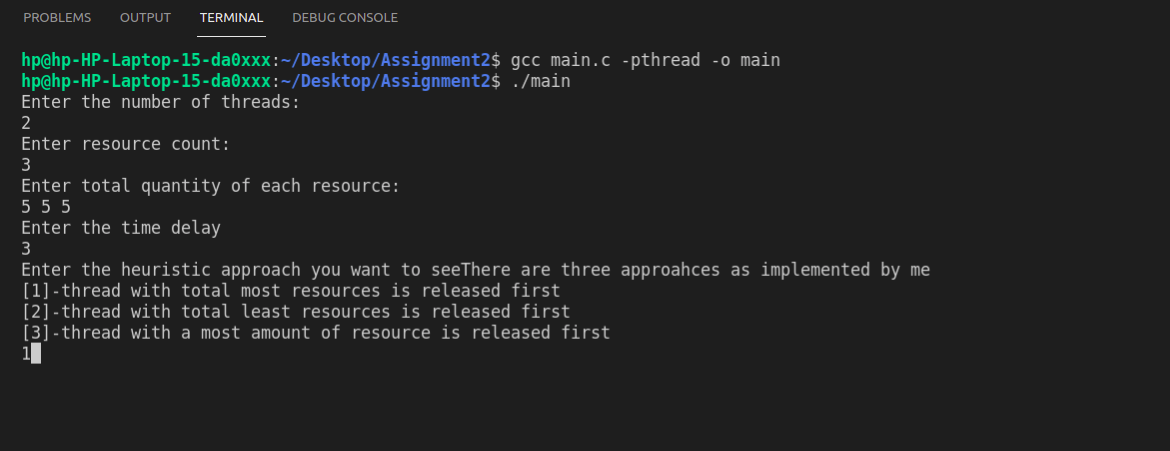 PROBLEMS OUTPUT TERMINAL DEBUG CONSOLE
hp@hp-HP-Laptop-15-da0xxx:~/Desktop/Assignment2$ gcc main.c -pthread -o main
hp@hp-HP-Laptop-15-da0xxx:~/Desktop/Assignment2$ ./main
Enter the number of threads:
2
Enter resource count:
3
Enter total quantity of each resource:
5 5 5
Enter the time delay
3
Enter the heuristic approach you want to seeThere are three approahces as implemented by me
[1]-thread with total most resources is released first
[2]-thread with total least resources is released first
[3]-thread with a most amount of resource is released first
1